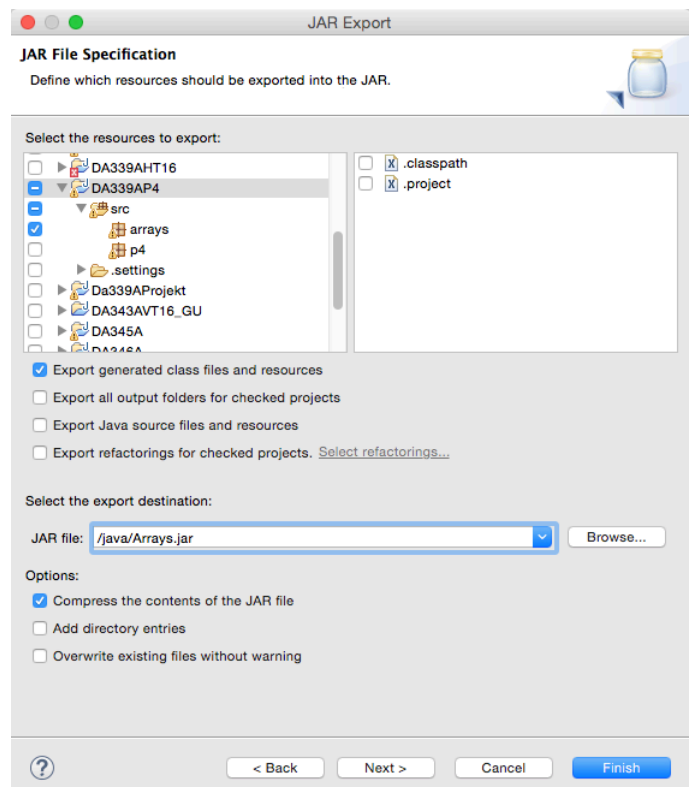 JAR Export
JAR File Specification
Define which resources should be exported into the JAR.
Select the resources to export:
DA339AHT16
DA339AP4
src
arrays
p4
.settings
Da339AProjekt
DA343AVT16_GU
DA345A
DA346A
.classpath
.project
Export generated class files and resources
Export all output folders for checked projects
Export Java source files and resources
Export refactorings for checked projects. Select refactorings...
Select the export destination:
JAR file: /java/Arrays.jar Browse...
Options:
Compress the contents of the JAR file
Add directory entries
Overwrite existing files without warning
? < Back Next > Cancel Finish